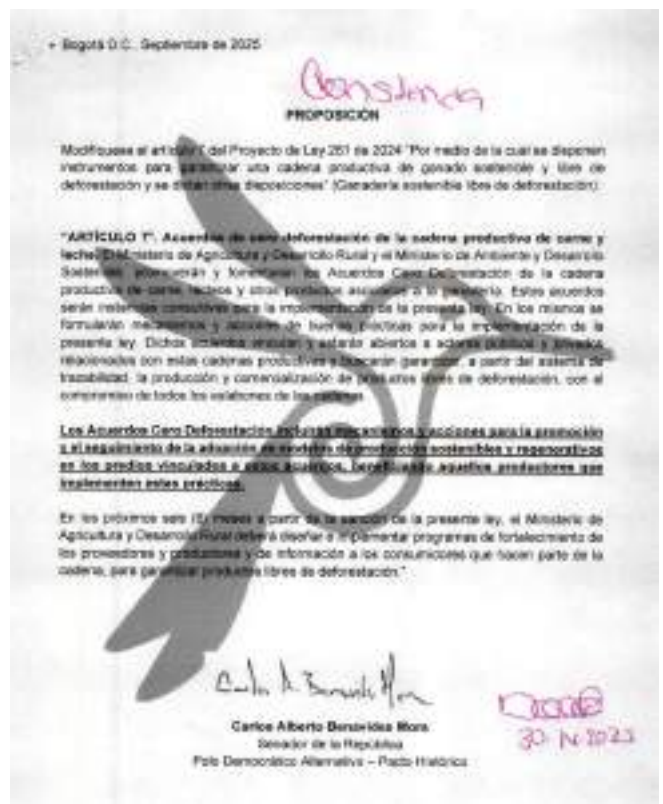 Bogotá D.C., Septiembre de 2025
Constancia
PROPOSICIÓN
Modifíquese el artículo 7° del Proyecto de Ley 261 de 2024 "Por medio de la cual se disponen
instrumentos para garantizar una cadena productiva de ganado sostenible y libre de
deforestación y se dictan otras disposiciones" (Ganadería sostenible libre de deforestación).
"ARTÍCULO 7°. Acuerdos de cero deforestación de la cadena productiva de carne y
leche. El Ministerio de Agricultura y Desarrollo Rural y el Ministerio de Ambiente y Desarrollo
Sostenible promoverán y fomentarán los Acuerdos Cero Deforestación de la cadena
productiva de carne, lácteos y otros productos asociados a la ganadería. Estos acuerdos
serán instancias consultivas para la implementación de la presente ley. En los mismos se
formularán mecanismos y acciones de buenas prácticas para la implementación de la
presente ley. Dichos acuerdos vinculan y estarán abiertos a actores públicos y privados
relacionados con estas cadenas productivas y buscarán garantizar, a partir del sistema de
trazabilidad, la producción y comercialización de productos libres de deforestación, con el
compromiso de todos los eslabones de las cadenas.
Los Acuerdos Cero Deforestación incluirán mecanismos y acciones para la promoción
y el seguimiento de la adopción de modelos de producción sostenibles y regenerativos
en los predios vinculados a estos acuerdos, beneficiando aquellos productores que
implementen estas prácticas.
En los próximos seis (6) meses a partir de la sanción de la presente ley, el Ministerio de
Agricultura y Desarrollo Rural deberá diseñar e implementar programas de fortalecimiento de
los proveedores y productores y de información a los consumidores que hacen parte de la
cadena, para garantizar productos libres de deforestación."
Carlos A Benavides Mora
Carlos Alberto Benavides Mora
Senador de la República
Polo Democrático Alternativo – Pacto Histórico